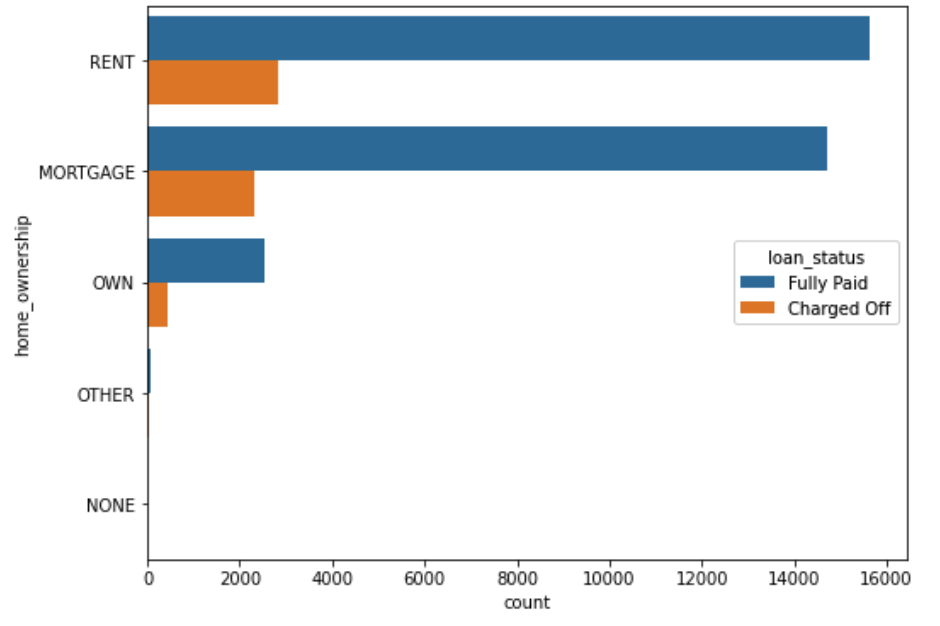 RENT
MORTGAGE
OWN
OTHER
NONE
home_ownership
loan_status
Fully Paid
Charged Off
0 2000 4000 6000 8000 10000 12000 14000 16000
count